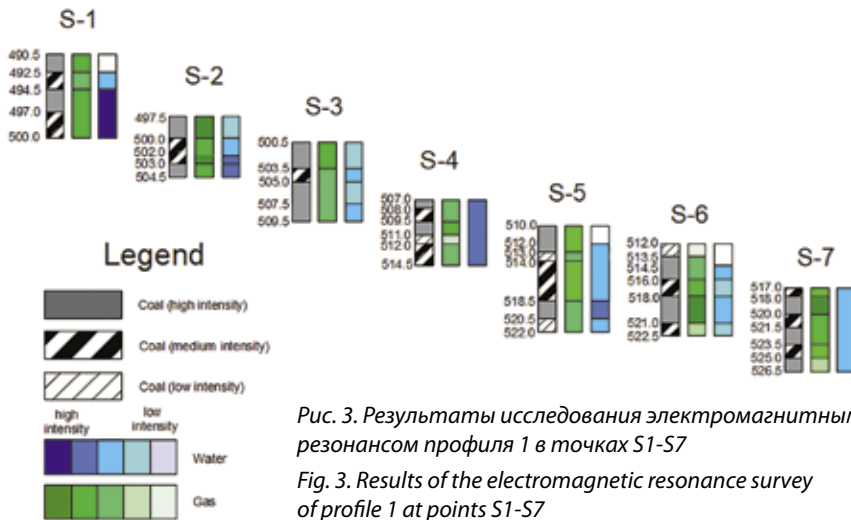 S-1
490.5
492.5
494.5
497.0
500.0
S-2
497.5
500.0
502.0
503.0
504.5
S-3
500.5
503.5
505.0
507.5
509.5
S-4
507.0
508.0
509.5
511.0
512.0
514.5
S-5
510.0
512.0
514.0
518.5
520.5
522.0
S-6
512.0
513.5
514.5
516.0
518.0
521.0
522.5
S-7
517.0
518.0
520.0
521.5
523.5
525.0
526.5
Legend
Coal (high intensity)
Coal (medium intensity)
Coal (low intensity)
high intensity
low intensity
Water
Gas
Рис. 3. Результаты исследования электромагнитным
резонансом профиля 1 в точках S1-S7
Fig. 3. Results of the electromagnetic resonance survey
of profile 1 at points S1-S7